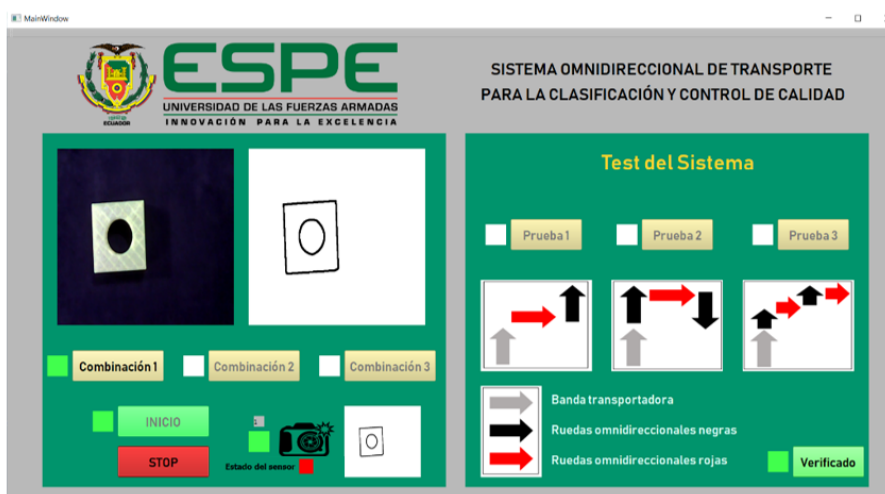 MainWindow
ESPE
UNIVERSIDAD DE LAS FUERZAS ARMADAS
INNOVACIÓN PARA LA EXCELENCIA
ECUADOR
SISTEMA OMNIDIRECCIONAL DE TRANSPORTE
PARA LA CLASIFICACIÓN Y CONTROL DE CALIDAD
Combinación 1
Combinación 2
Combinación 3
INICIO
STOP
1
Estado del sensor
Test del Sistema
Prueba 1
Prueba 2
Prueba 3
Banda transportadora
Ruedas omnidireccionales negras
Ruedas omnidireccionales rojas
Verificado